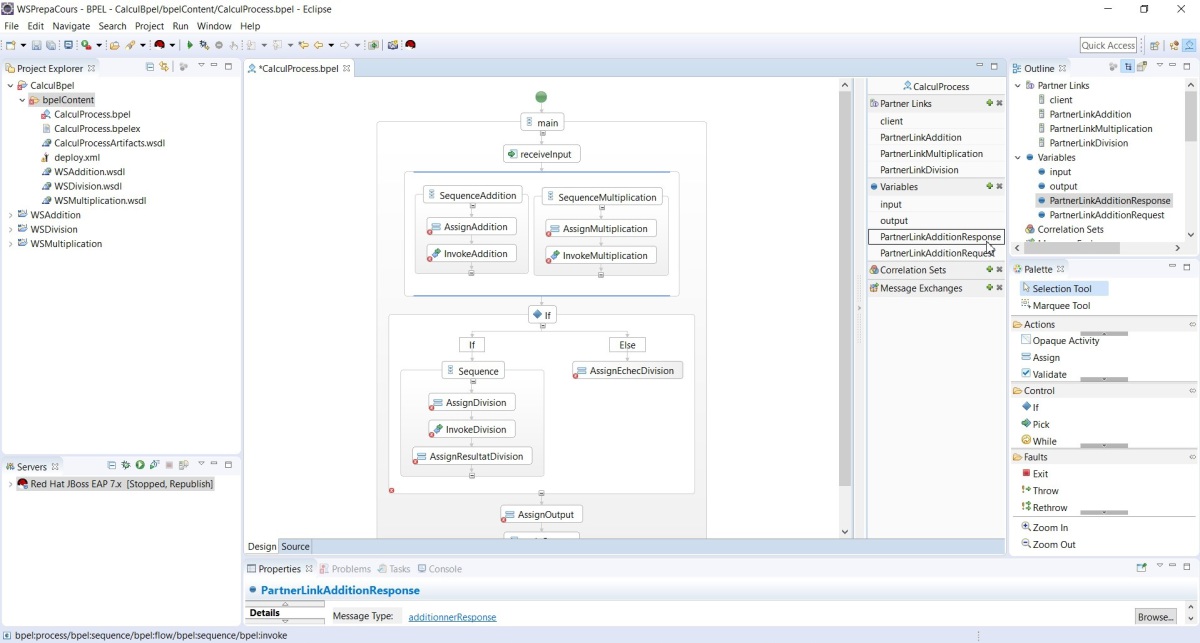 WSPrepaCours - BPEL - CalculBpel/bpelContent/CalculProcess.bpel - Eclipse
File Edit Navigate Search Project Run Window Help
Quick Access
Project Explorer
CalculBpel
bpelContent
CalculProcess.bpel
CalculProcess.bpelex
CalculProcessArtifacts.wsdl
deploy.xml
WSAddition.wsdl
WSDivision.wsdl
WSMultiplication.wsdl
WSAddition
WSDivision
WSMultiplication
Servers
Red Hat JBoss EAP 7.x [Stopped, Republish]
*CalculProcess.bpel
main
receiveInput
SequenceAddition
SequenceMultiplication
AssignAddition
AssignMultiplication
InvokeAddition
InvokeMultiplication
If
If
Else
Sequence
AssignEchecDivision
AssignDivision
InvokeDivision
AssignResultatDivision
AssignOutput
Design Source
CalculProcess
Partner Links
client
PartnerLinkAddition
PartnerLinkMultiplication
PartnerLinkDivision
Variables
input
output
PartnerLinkAdditionResponse
PartnerLinkAdditionRequest
Correlation Sets
Message Exchanges
Outline
Partner Links
client
PartnerLinkAddition
PartnerLinkMultiplication
PartnerLinkDivision
Variables
input
output
PartnerLinkAdditionResponse
PartnerLinkAdditionRequest
Correlation Sets
Palette
Selection Tool
Marquee Tool
Actions
Opaque Activity
Assign
Validate
Control
If
Pick
While
Faults
Exit
Throw
Rethrow
Zoom In
Zoom Out
Properties Problems Tasks Console
PartnerLinkAdditionResponse
Details
Message Type: additionnerResponse Browse...
bpel:process/bpel:sequence/bpel:flow/bpel:sequence/bpel:invoke